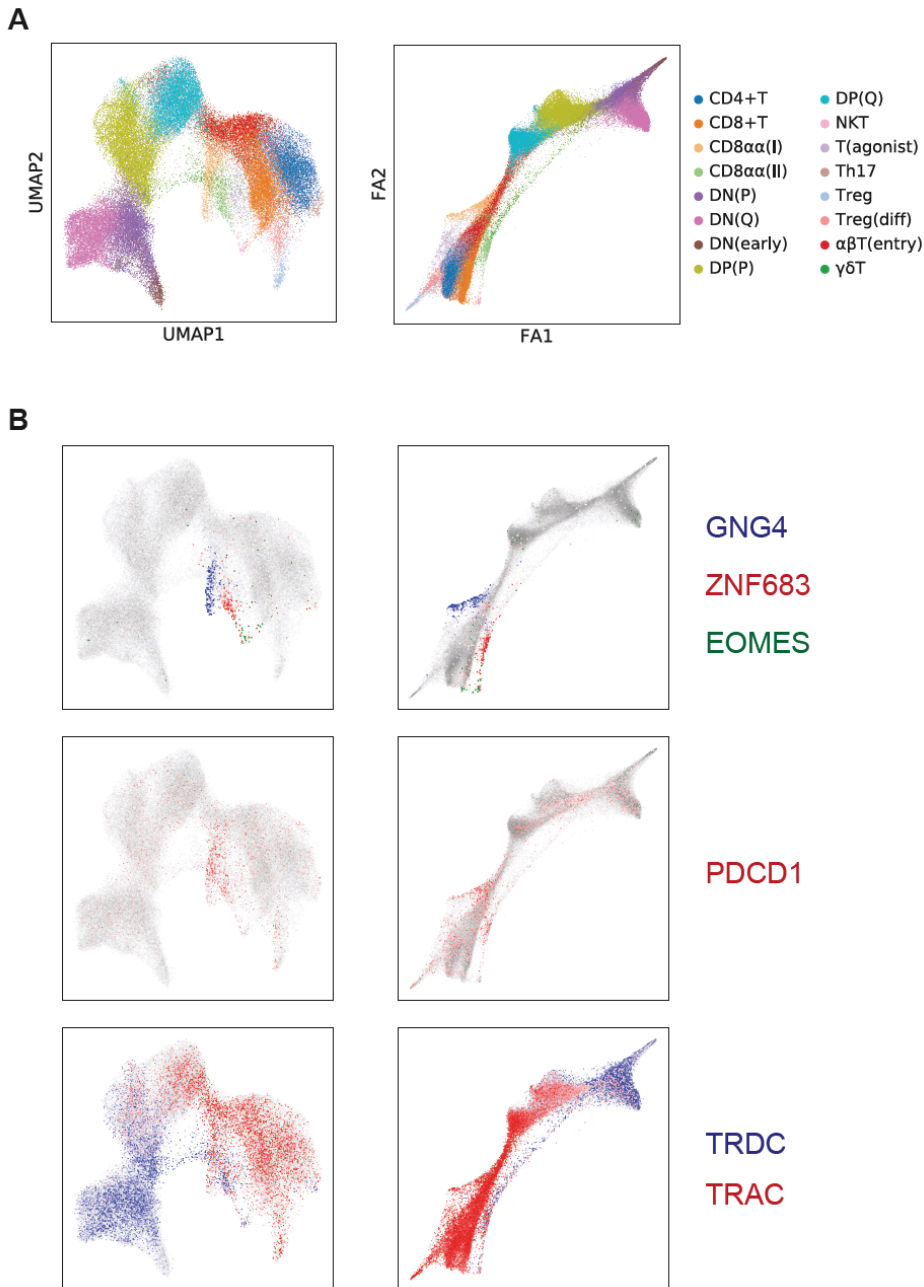 A
UMAP2
UMAP1
FA2
FA1
CD4+T
CD8+T
CD8αα(I)
CD8αα(II)
DN(P)
DN(Q)
DN(early)
DP(P)
DP(Q)
NKT
T(agonist)
Th17
Treg
Treg(diff)
αβT(entry)
γδT
B
GNG4
ZNF683
EOMES
PDCD1
TRDC
TRAC